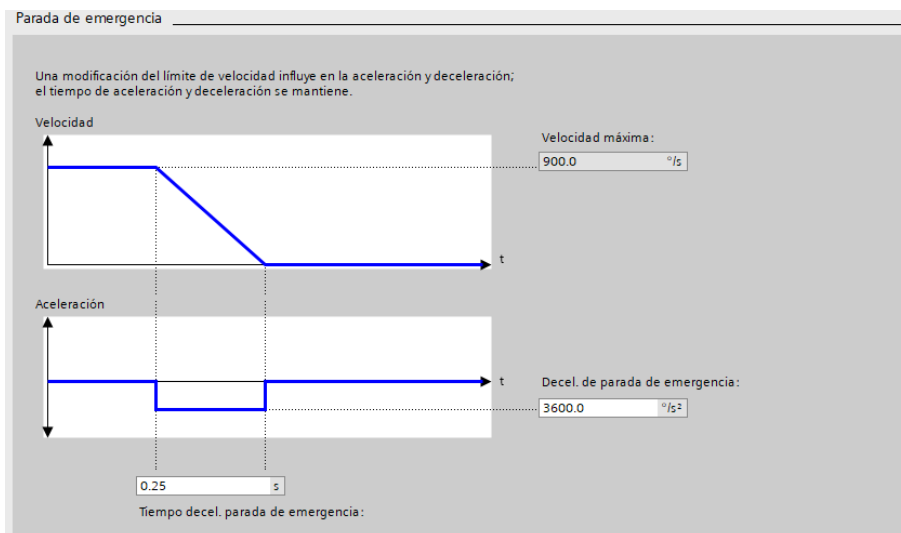 Parada de emergencia
Una modificación del límite de velocidad influye en la aceleración y deceleración;
el tiempo de aceleración y deceleración se mantiene.
Velocidad
Velocidad máxima:
900.0 °/s
t
Aceleración
t
Decel. de parada de emergencia:
3600.0 °/s²
0.25 s
Tiempo decel. parada de emergencia: